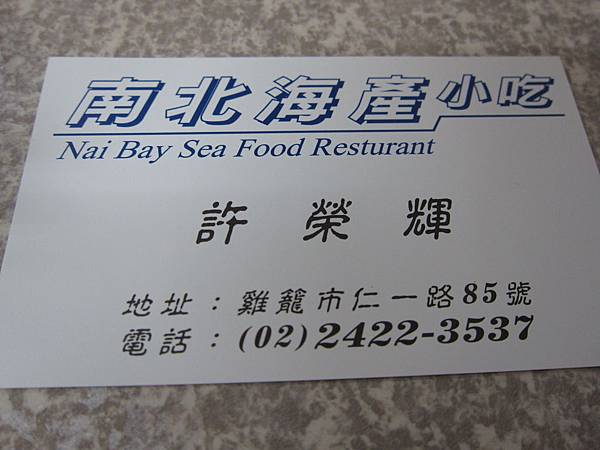 南北海產小吃
Nai Bay Sea Food Resturant
許榮輝
地址：雞籠市仁一路85號
電話：(02)2422-3537